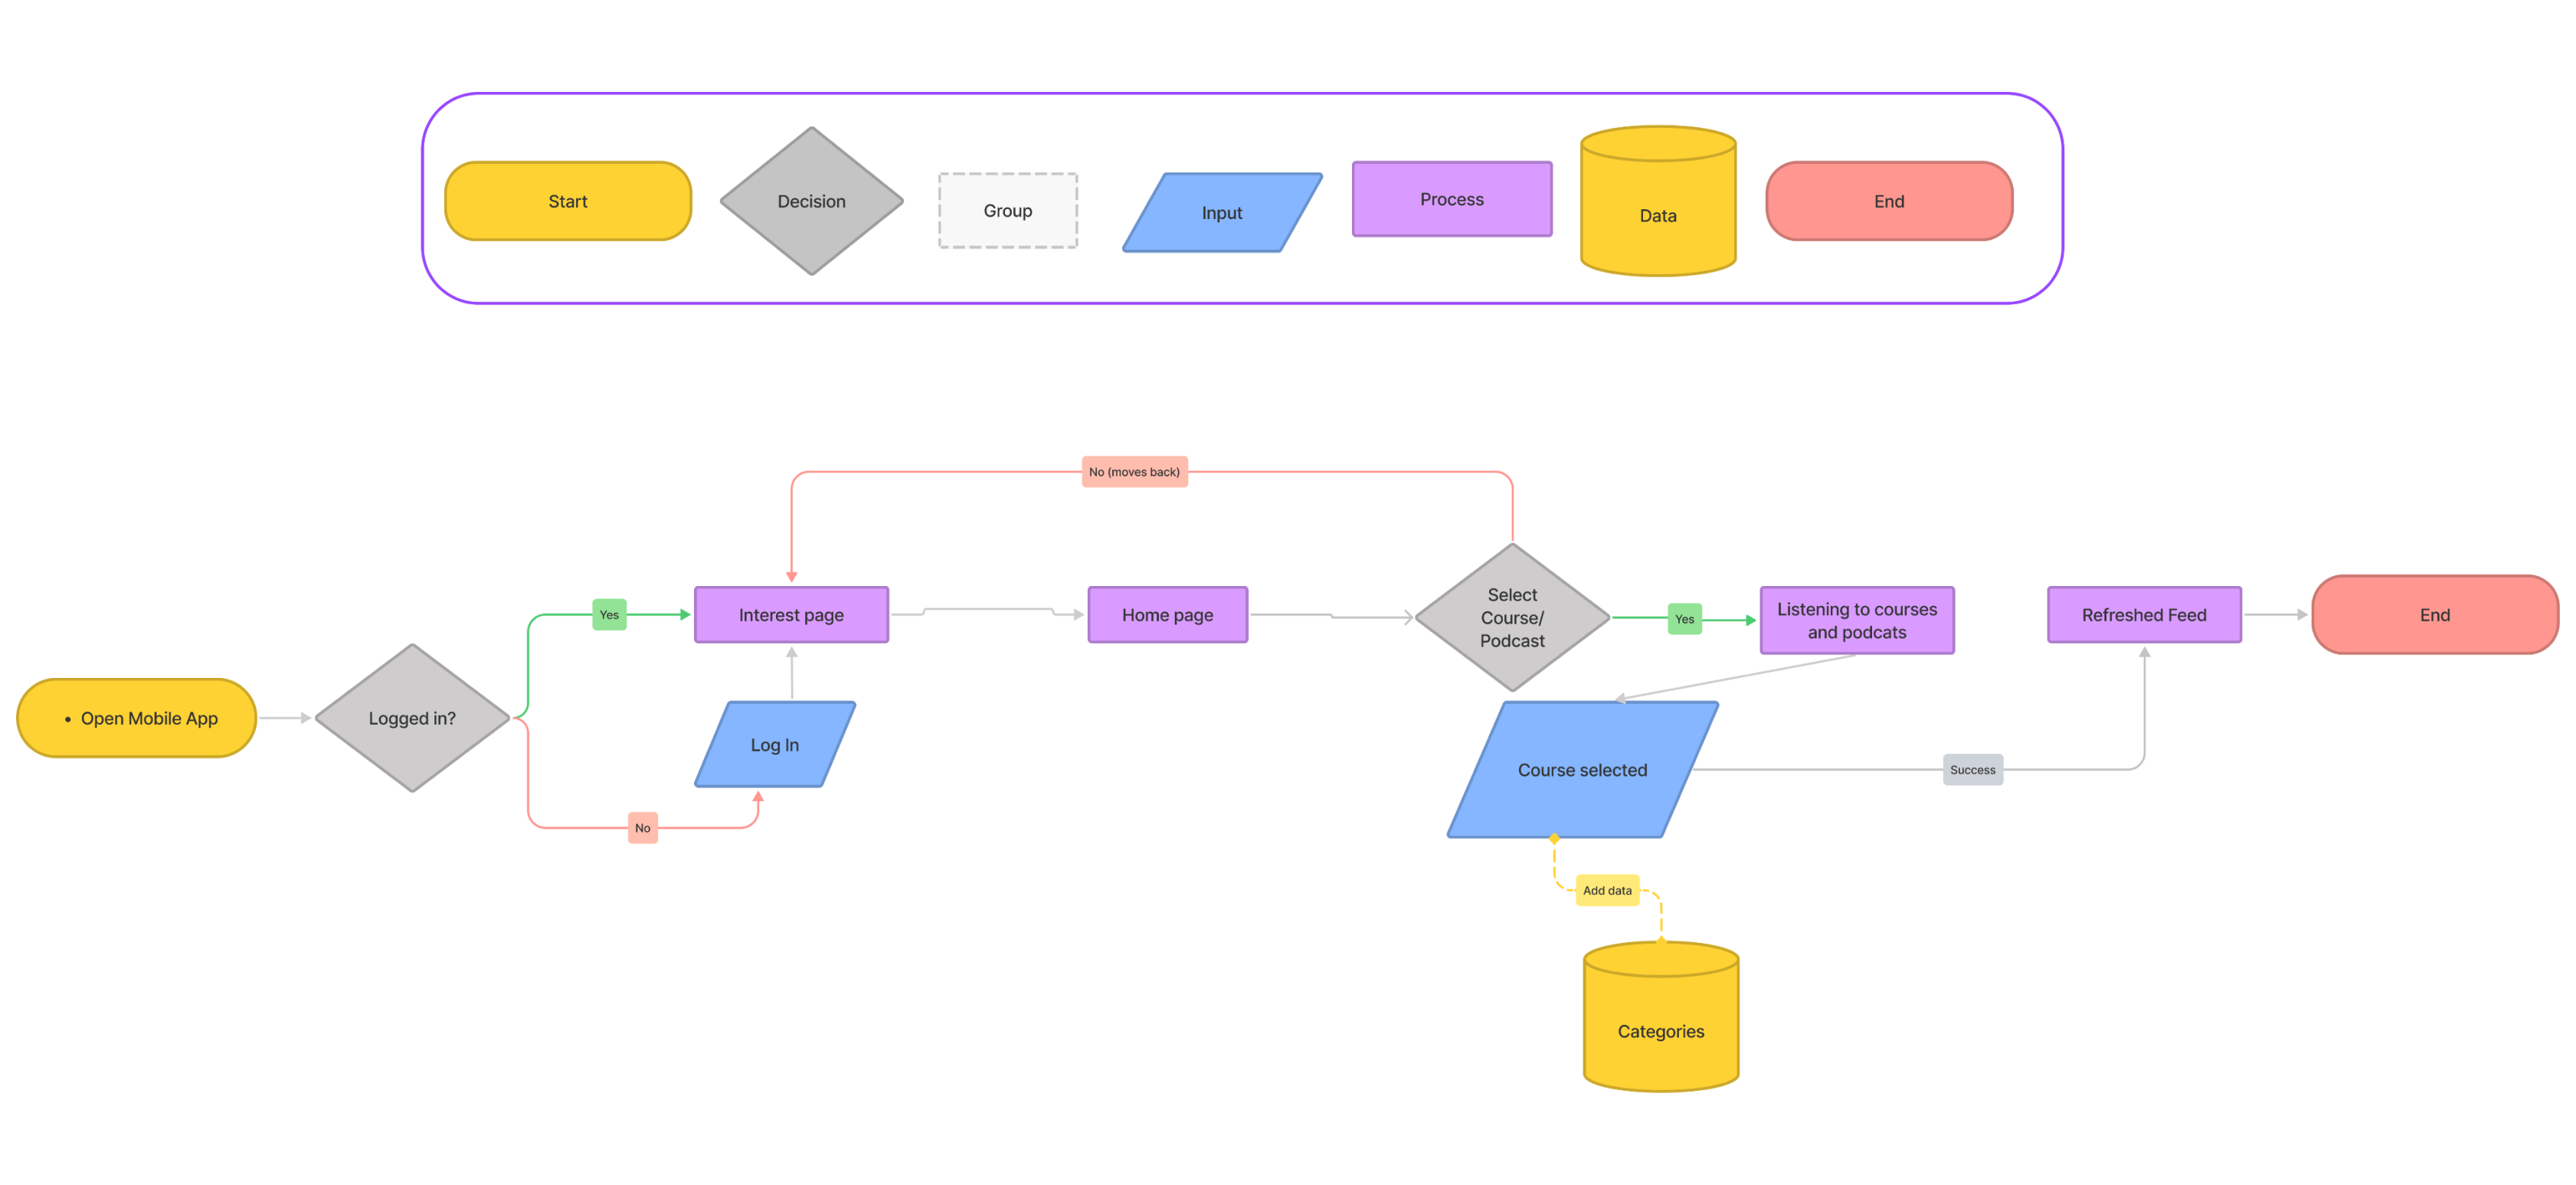 Start
Decision
Group
Input
Process
Data
End
No (moves back)
Yes
Interest page
Home page
Select
Course/
Podcast
Yes
Listening to courses
and podcats
Refreshed Feed
End
• Open Mobile App
Logged in?
Log In
Course selected
Success
No
Add data
Categories